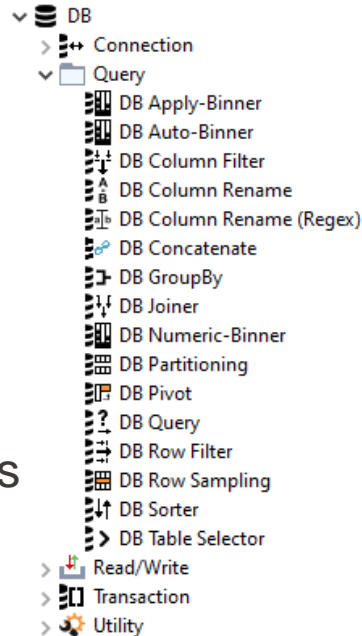 DB
Connection
Query
DB Apply-Binner
DB Auto-Binner
DB Column Filter
DB Column Rename
DB Column Rename (Regex)
DB Concatenate
DB GroupBy
DB Joiner
DB Numeric-Binner
DB Partitioning
DB Pivot
DB Query
DB Row Filter
s
DB Row Sampling
DB Sorter
DB Table Selector
Read/Write
Transaction
Utility